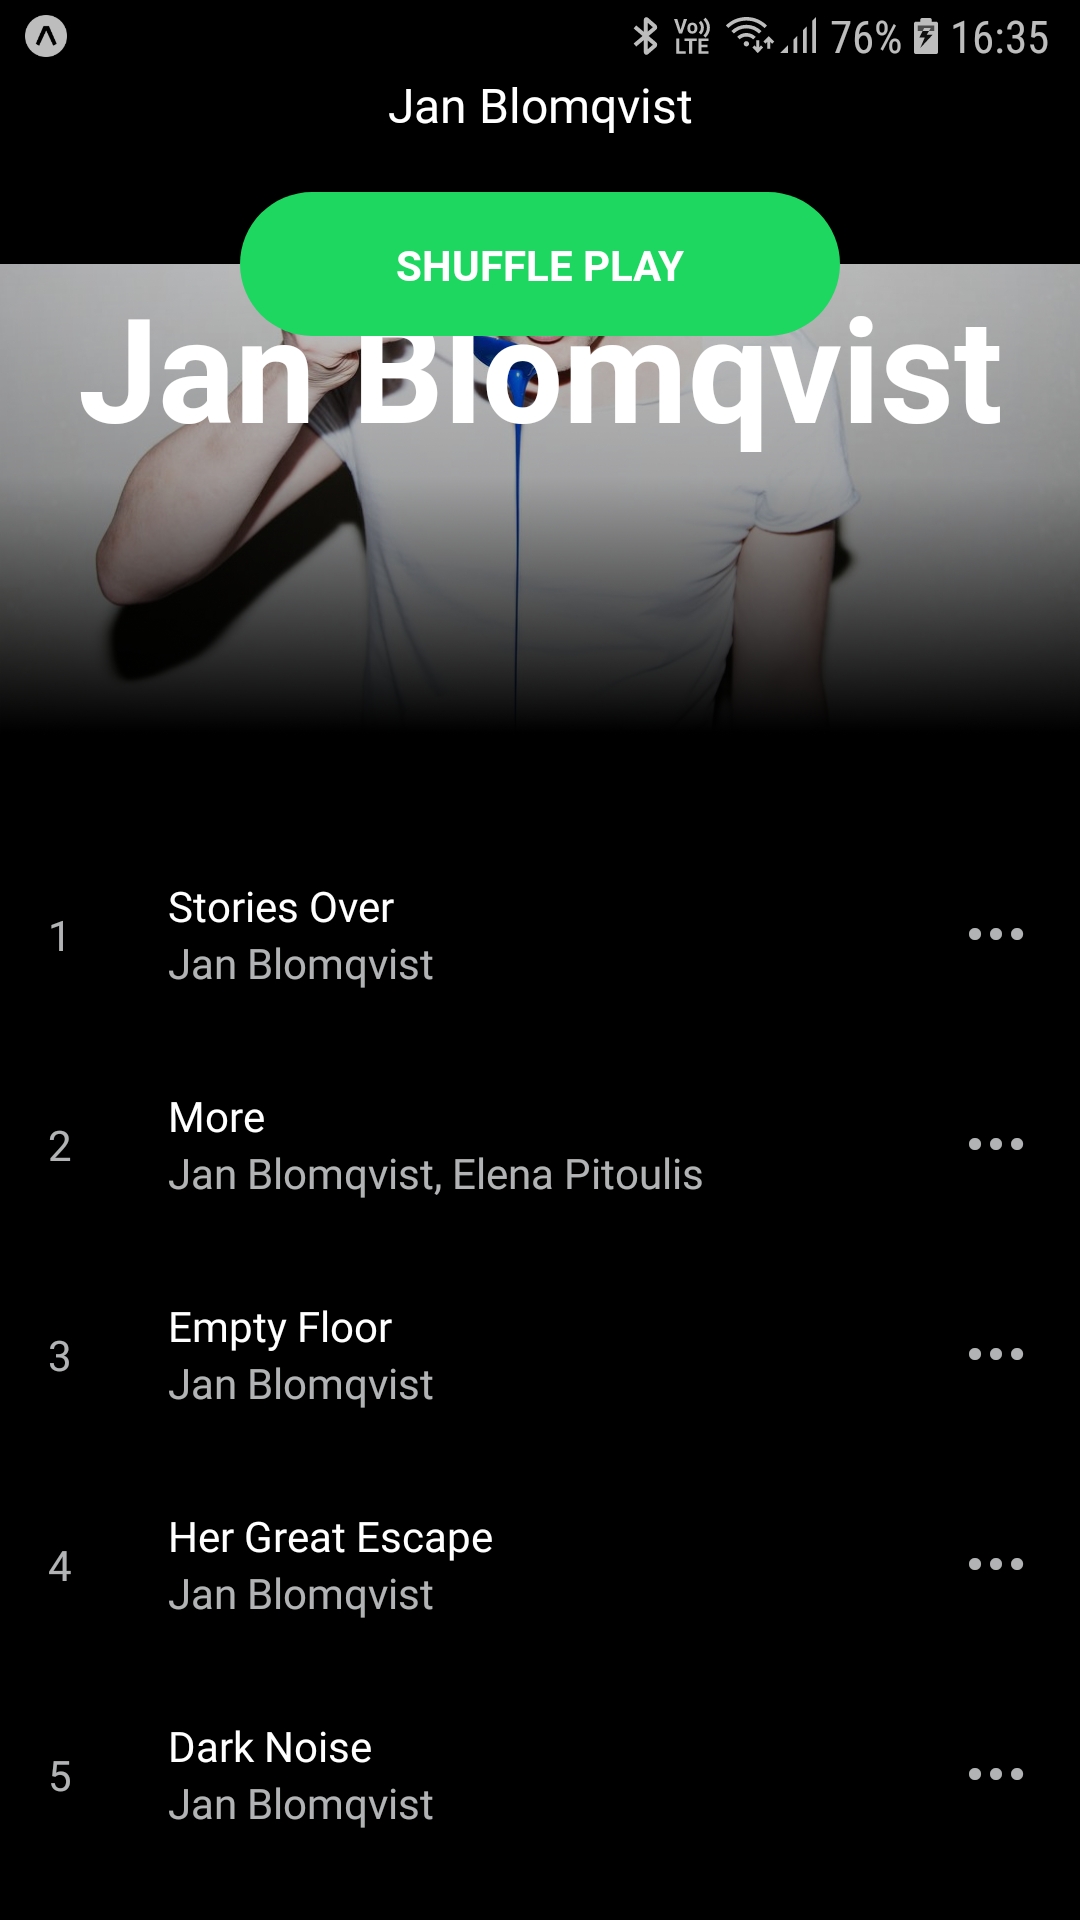 Vo)) LTE 76% 16:35
Jan Blomqvist
SHUFFLE PLAY
Jan Blomqvist
1
Stories Over
Jan Blomqvist
2
More
Jan Blomqvist, Elena Pitoulis
3
Empty Floor
Jan Blomqvist
4
Her Great Escape
Jan Blomqvist
5
Dark Noise
Jan Blomqvist